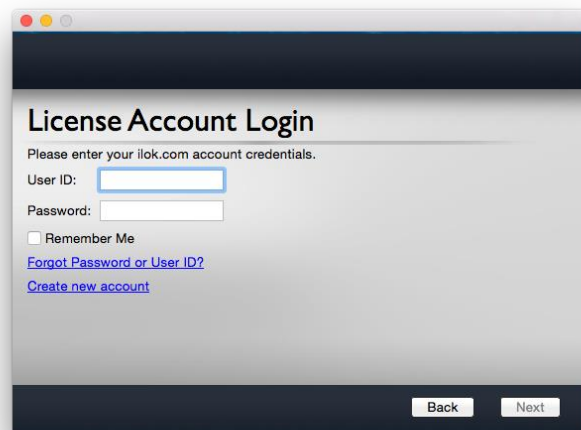 License Account Login
Please enter your ilok.com account credentials.
User ID:
Password:
Remember Me
Forgot Password or User ID?
Create new account
Back Next